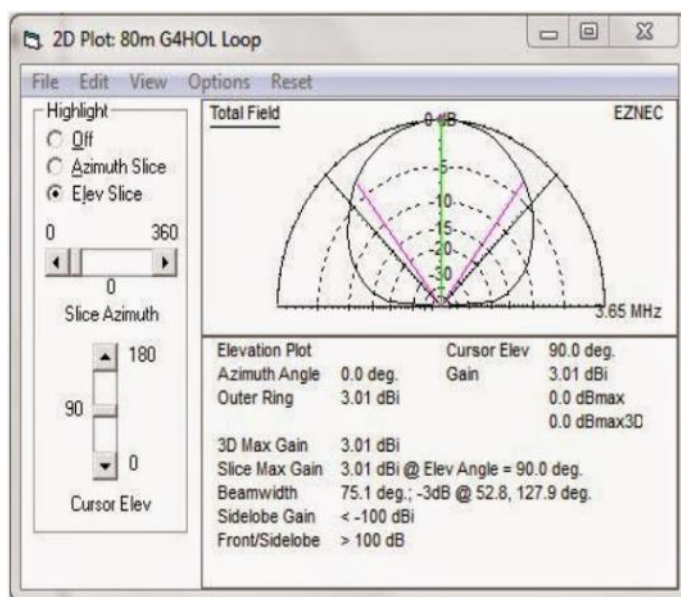 2D Plot: 80m G4HOL Loop
File Edit View Options Reset
Highlight
Off
Azimuth Slice
Elev Slice
0 360
0
Slice Azimuth
180
90
0
Cursor Elev
Total Field
0 dB
EZNEC
-5
-10
-15
-20
-30
3.65 MHz
Elevation Plot Cursor Elev 90.0 deg.
Azimuth Angle 0.0 deg. Gain 3.01 dBi
Outer Ring 3.01 dBi 0.0 dBmax
0.0 dBmax3D
3D Max Gain 3.01 dBi
Slice Max Gain 3.01 dBi @ Elev Angle = 90.0 deg.
Beamwidth 75.1 deg.; -3dB @ 52.8, 127.9 deg.
Sidelobe Gain < -100 dBi
Front/Sidelobe > 100 dB